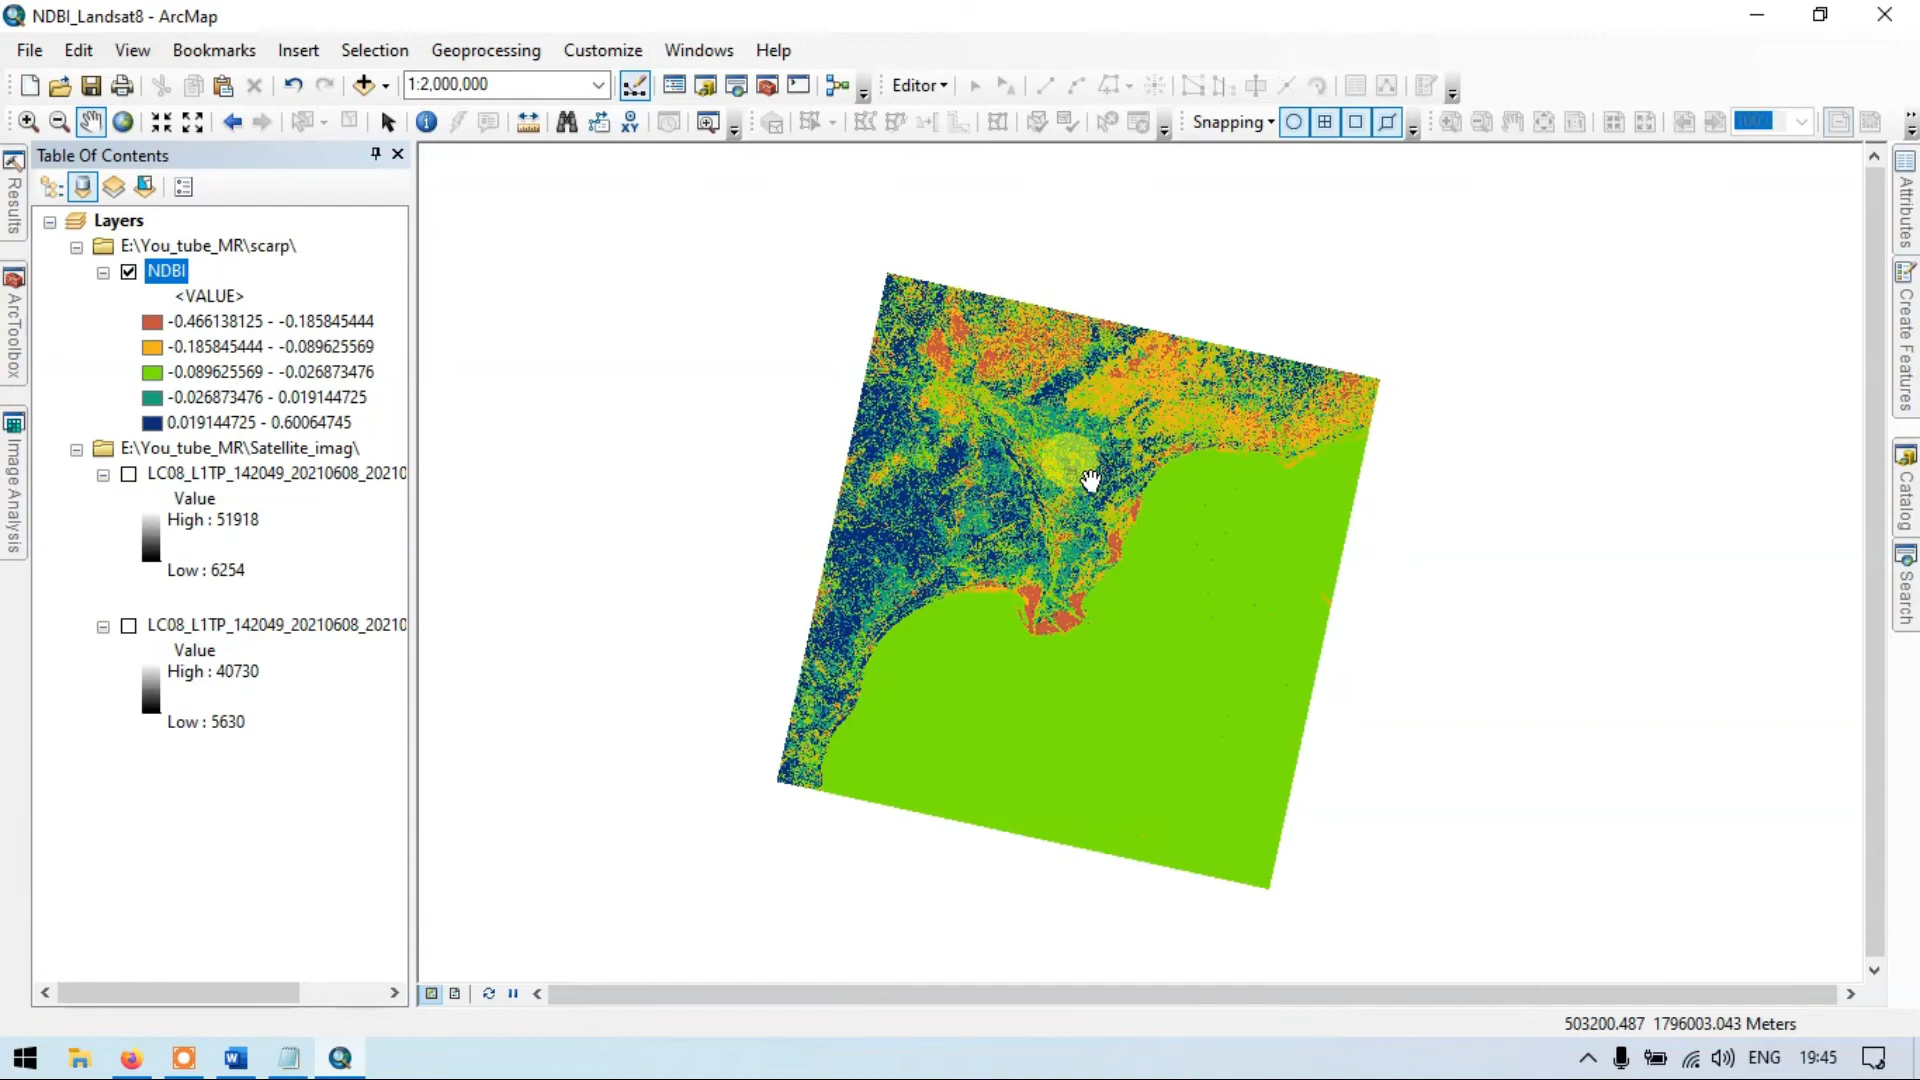 NDBI_Landsat8 - ArcMap
File Edit View Bookmarks Insert Selection Geoprocessing Customize Windows Help
1:2,000,000
Editor
Snapping
Table Of Contents
Results
ArcToolbox
Image Analysis
Layers
E:\You_tube_MR\scarp\
NDBI
<VALUE>
-0.466138125 - -0.185845444
-0.185845444 - -0.089625569
-0.089625569 - -0.026873476
-0.026873476 - 0.019144725
0.019144725 - 0.60064745
E:\You_tube_MR\Satellite_imag\
LC08_L1TP_142049_20210608_20210
Value
High : 51918
Low : 6254
LC08_L1TP_142049_20210608_20210
Value
High : 40730
Low : 5630
Attributes
Create Features
Catalog
Search
503200.487 1796003.043 Meters
ENG 19:45